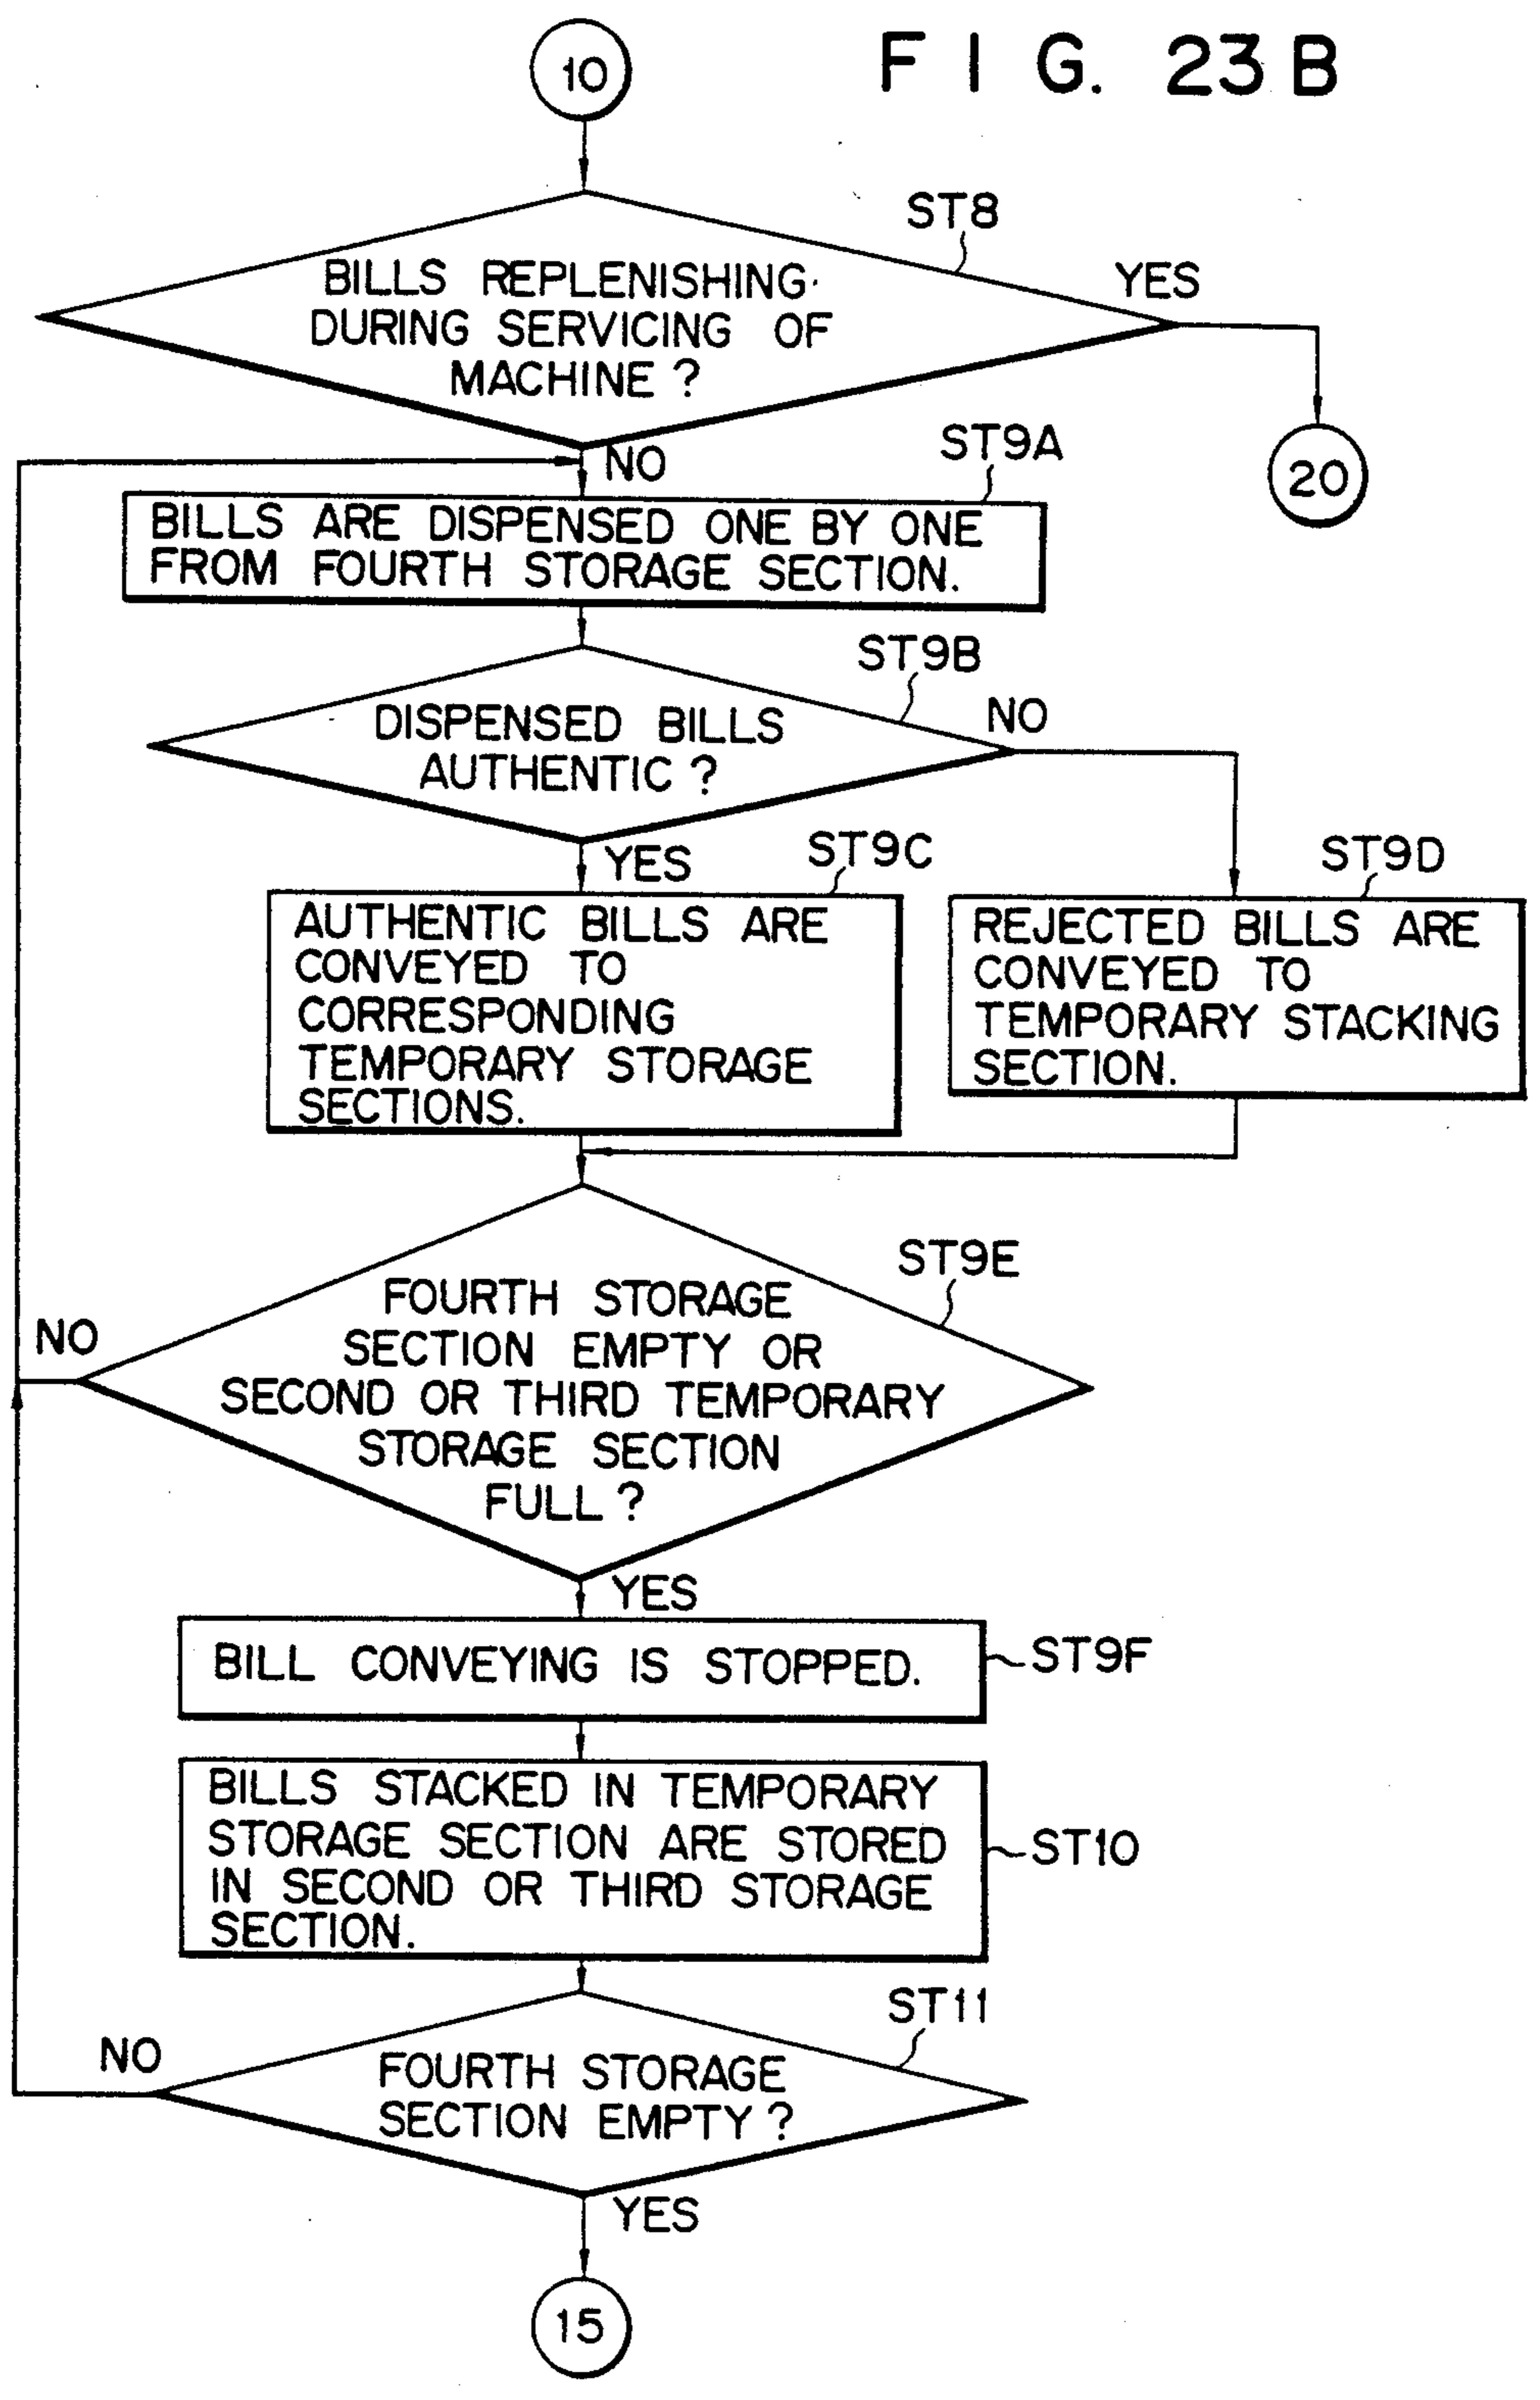 FIG. 23B
10
ST8
BILLS REPLENISHING
DURING SERVICING OF
MACHINE ?
YES
20
NO
ST9A
BILLS ARE DISPENSED ONE BY ONE
FROM FOURTH STORAGE SECTION.
ST9B
DISPENSED BILLS
AUTHENTIC ?
NO
YES
ST9C
AUTHENTIC BILLS ARE
CONVEYED TO
CORRESPONDING
TEMPORARY STORAGE
SECTIONS.
ST9D
REJECTED BILLS ARE
CONVEYED TO
TEMPORARY STACKING
SECTION.
ST9E
FOURTH STORAGE
SECTION EMPTY OR
SECOND OR THIRD TEMPORARY
STORAGE SECTION
FULL ?
NO
YES
BILL CONVEYING IS STOPPED.
ST9F
BILLS STACKED IN TEMPORARY
STORAGE SECTION ARE STORED
IN SECOND OR THIRD STORAGE
SECTION.
ST10
ST11
NO
FOURTH STORAGE
SECTION EMPTY ?
YES
15